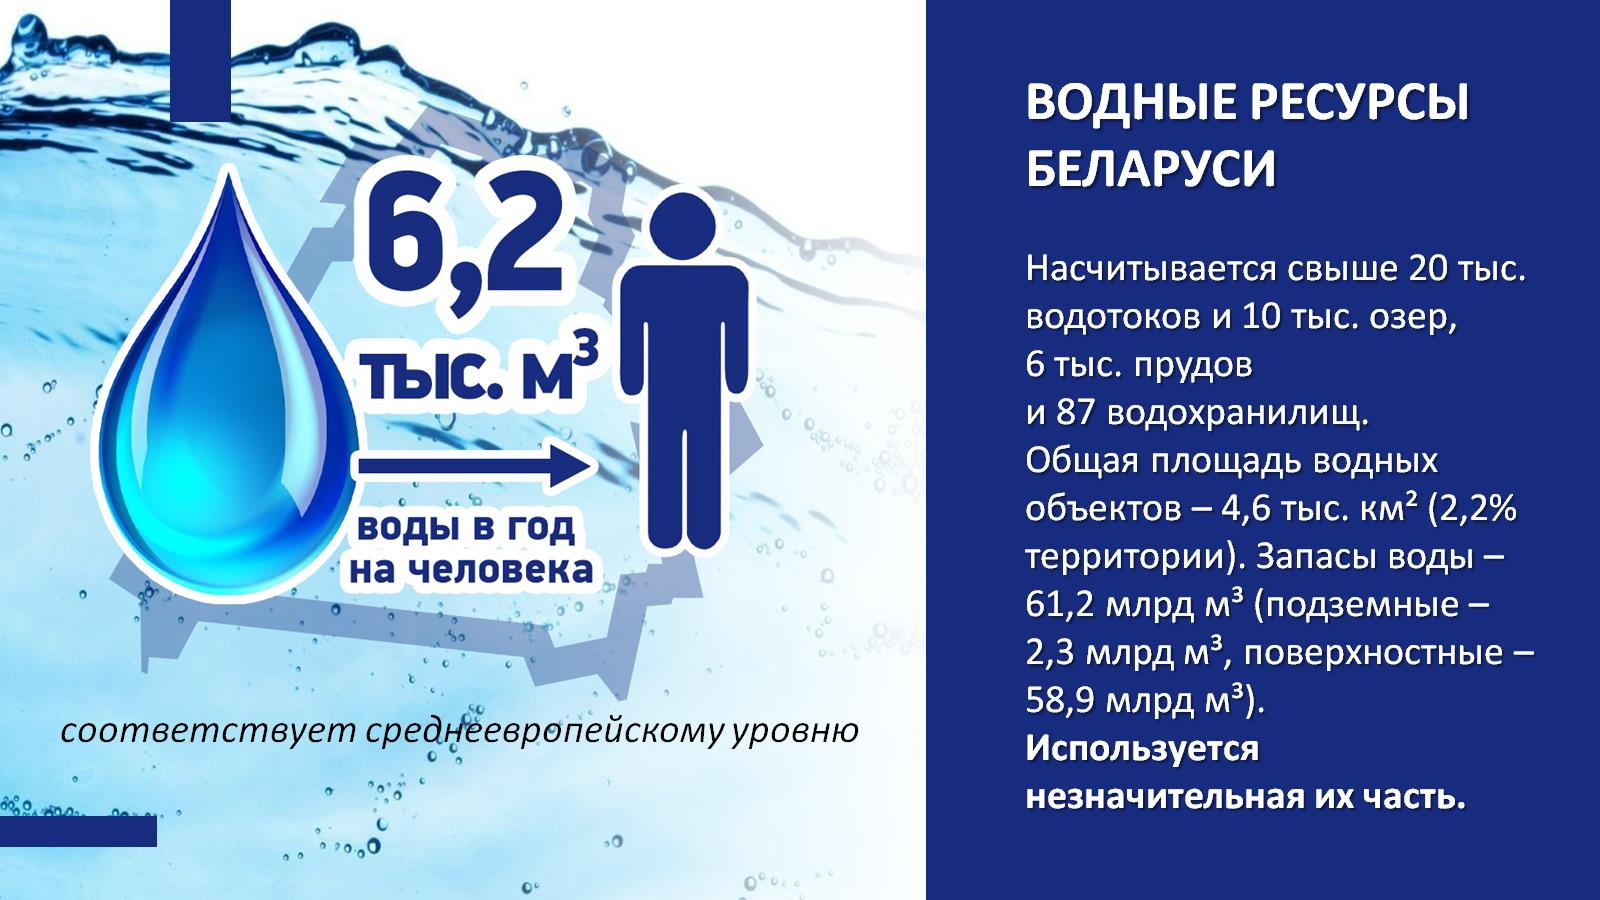 6,2
тыс. м³
воды в год
на человека
соответствует среднеевропейскому уровню
ВОДНЫЕ РЕСУРСЫ
БЕЛАРУСИ
Насчитывается свыше 20 тыс.
водотоков и 10 тыс. озер,
6 тыс. прудов
и 87 водохранилищ.
Общая площадь водных
объектов – 4,6 тыс. км² (2,2%
территории). Запасы воды –
61,2 млрд м³ (подземные –
2,3 млрд м³, поверхностные –
58,9 млрд м³).
Используется
незначительная их часть.